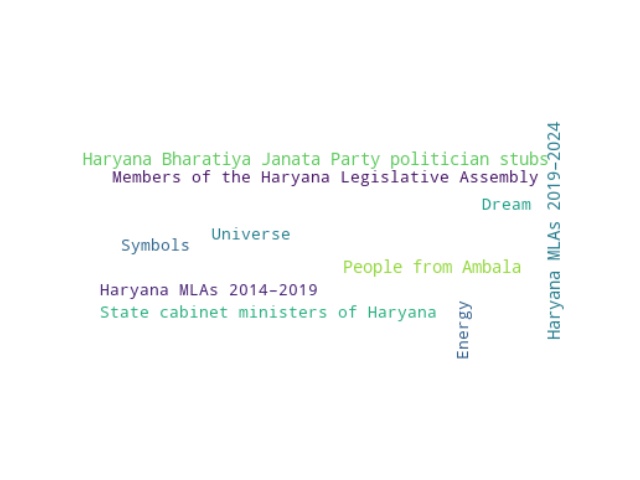 Haryana Bharatiya Janata Party politician stubs
Members of the Haryana Legislative Assembly
Dream
Universe
Symbols
People from Ambala
Haryana MLAs 2014–2019
State cabinet ministers of Haryana
Energy
Haryana MLAs 2019–2024